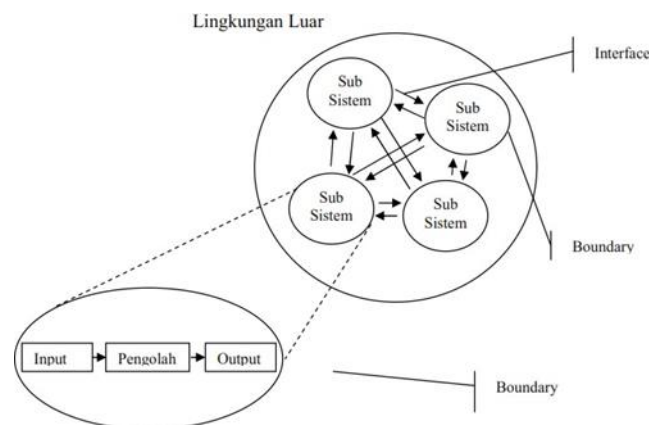 Lingkungan Luar
Interface
Sub
Sistem
Sub
Sistem
Sub
Sistem
Sub
Sistem
Boundary
Input
Pengolah
Output
Boundary